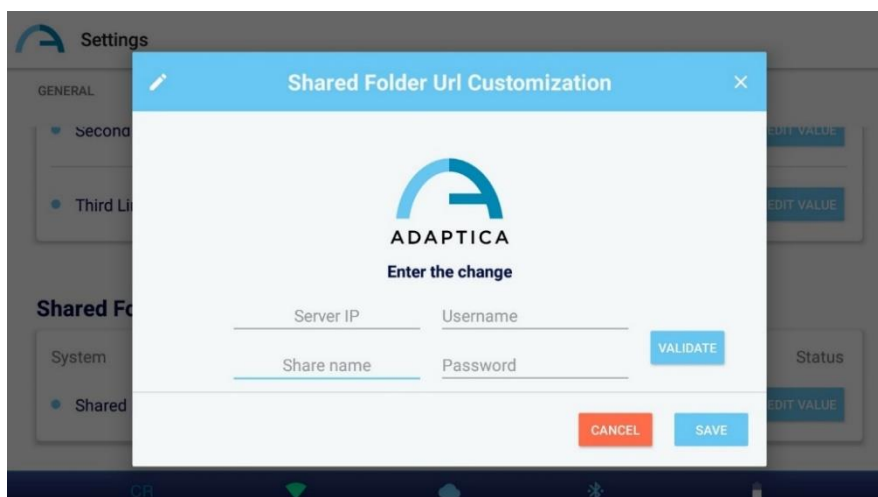 Settings
Shared Folder Url Customization
GENERAL
Second
EDIT VALUE
Third Li
EDIT VALUE
ADAPTICA
Enter the change
Server IP Username
Share name Password
VALIDATE
Shared Fo
System Status
Shared
EDIT VALUE
CANCEL SAVE
CR